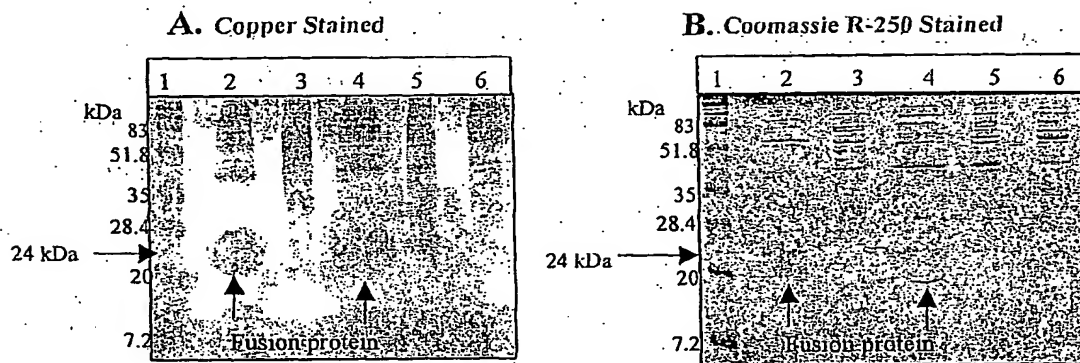 A. Copper Stained
1 2 3 4 5 6
kDa
83
51.8
35
28.4
24 kDa
20
7.2
Fusion protein
B. Coomassie R-250 Stained
1 2 3 4 5 6
kDa
83
51.8
35
28.4
24 kDa
20
7.2
Fusion protein